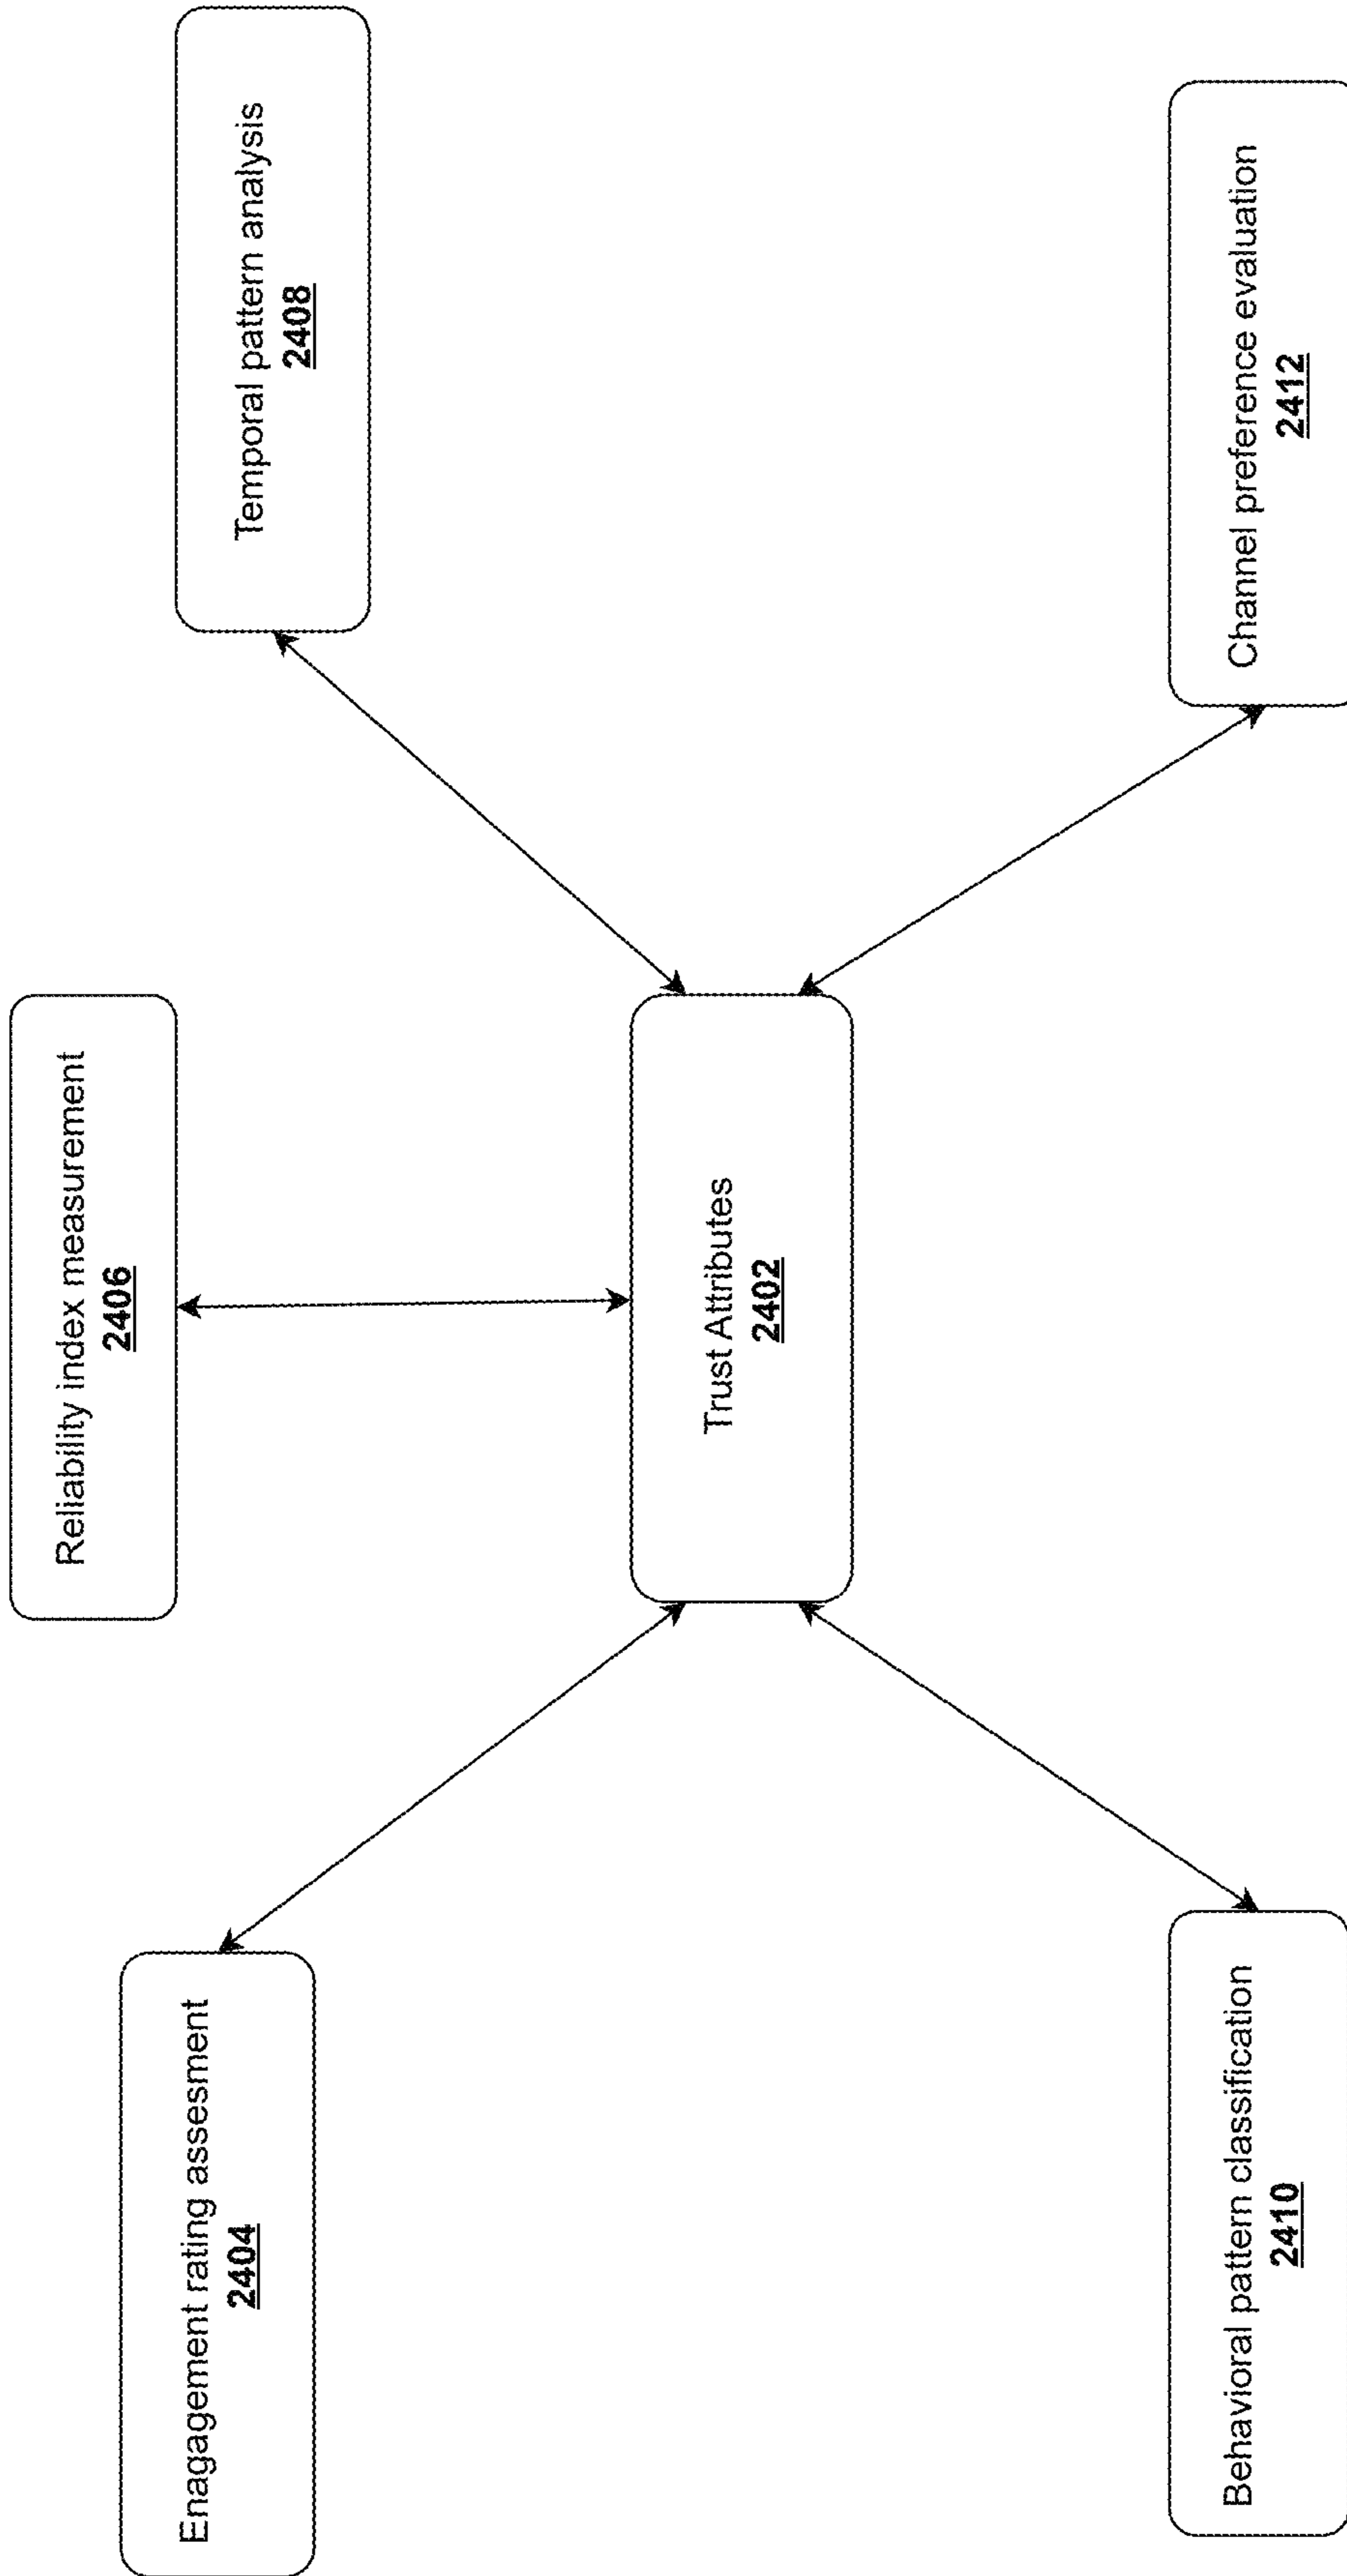 Reliability index measurement
2406
Enagagement rating assessment
2404
Temporal pattern analysis
2408
Trust Attributes
2402
Behavioral pattern classification
2410
Channel preference evaluation
2412